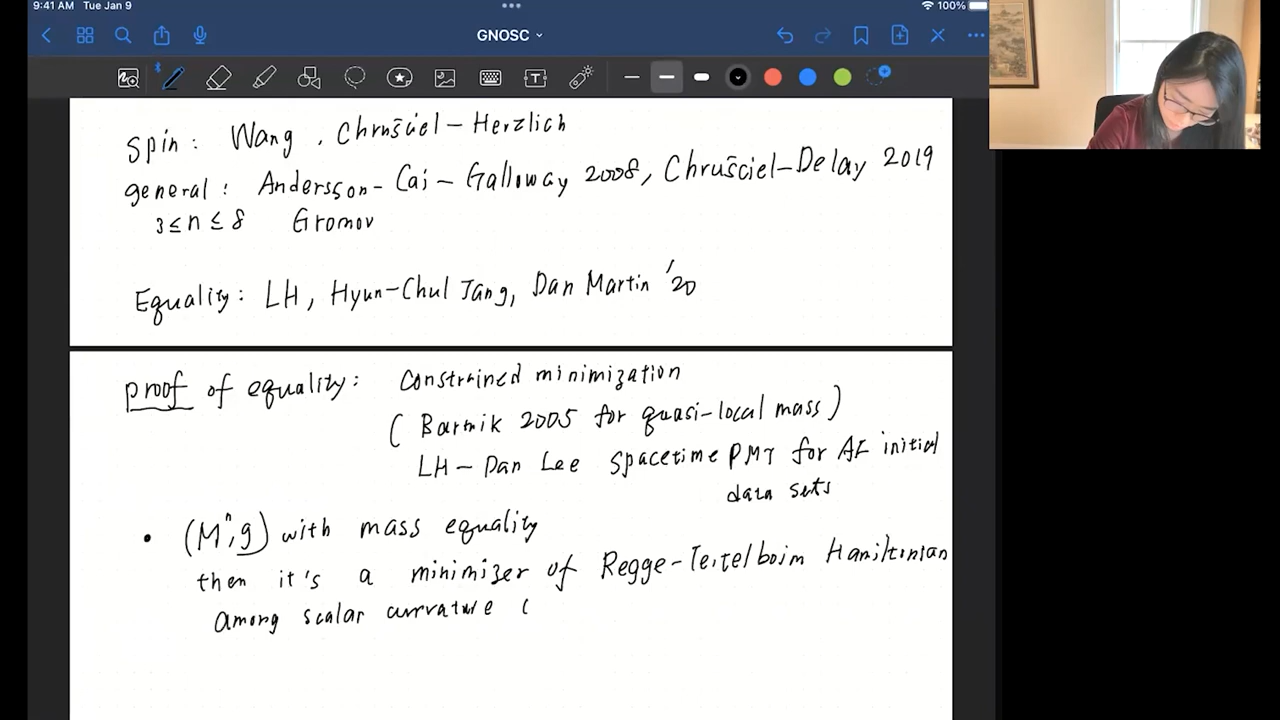 9:41 AM Tue Jan 9
100%
GNOSC
Spin: Wang, Chruściel-Herzlich
general: Andersson-Cai-Galloway 2008, Chruściel-Delay 2019
3≤n≤8 Gromov
Equality: LH, Hyun-Chul Jang, Dan Martin '20
proof of equality: constrained minimization
(Bartnik 2005 for quasi-local mass)
LH-Dan Lee spacetime PMT for AF initial
data sets
• (Mⁿ, g) with mass equality
then it's a minimizer of Regge-Teitelboim Hamiltonian
among scalar curvature (